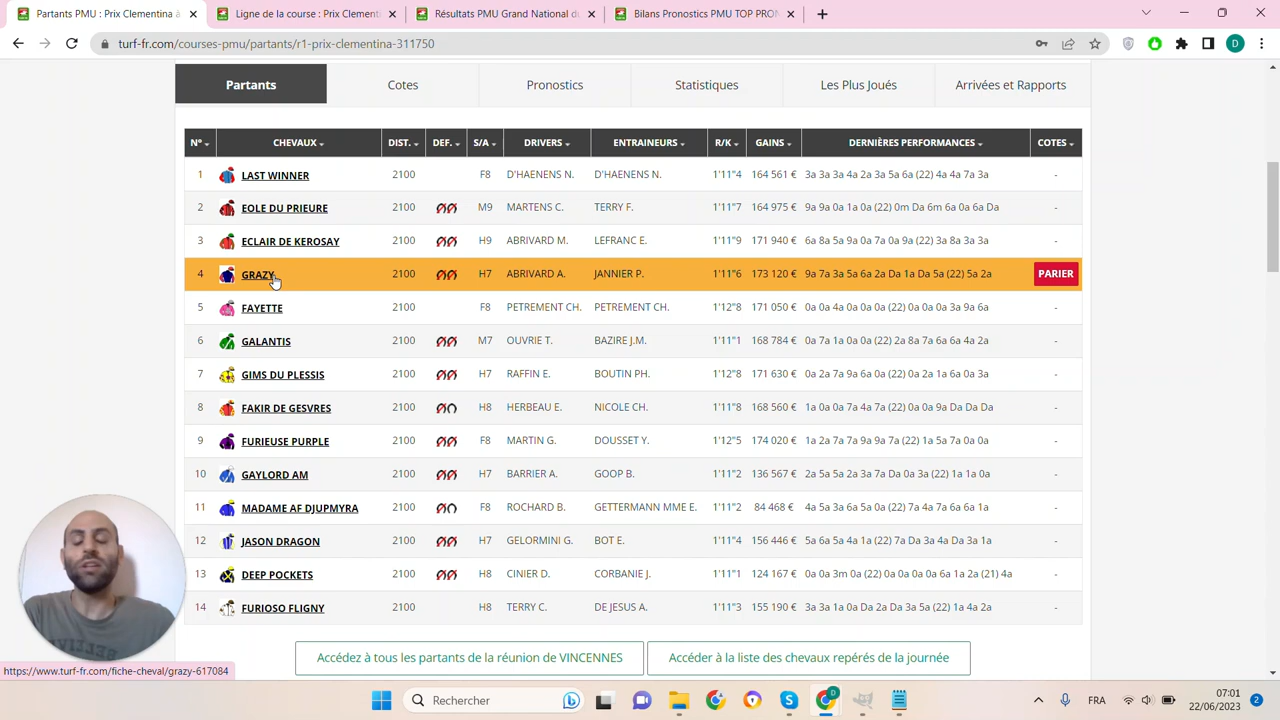 Partants PMU : Prix Clementina à
Ligne de la course : Prix Clement
Résultats PMU Grand National du
Bilans Pronostics PMU TOP PRON
turf-fr.com/courses-pmu/partants/r1-prix-clementina-311750
D
Partants Cotes Pronostics Statistiques Les Plus Joués Arrivées et Rapports
N° CHEVAUX DIST. DEF. S/A DRIVERS ENTRAINEURS R/K GAINS DERNIÈRES PERFORMANCES COTES
1 LAST WINNER 2100 F8 D'HAENENS N. D'HAENENS N. 1'11"4 164 561 € 3a 3a 3a 4a 2a 3a 5a 6a (22) 4a 4a 7a 3a -
2 EOLE DU PRIEURE 2100 M9 MARTENS C. TERRY F. 1'11"7 164 975 € 9a 9a 0a 1a 0a (22) 0m Da 6m 6a 0a 6a Da -
3 ECLAIR DE KEROSAY 2100 H9 ABRIVARD M. LEFRANC E. 1'11"9 171 940 € 6a 8a 5a 9a 0a 7a 0a 9a (22) 3a 8a 3a 3a -
4 GRAZY 2100 H7 ABRIVARD A. JANNIER P. 1'11"6 173 120 € 9a 7a 3a 5a 6a 2a Da 1a Da 5a (22) 5a 2a PARIER
5 FAYETTE 2100 F8 PETREMENT CH. PETREMENT CH. 1'12"8 171 050 € 0a 0a 4a 0a 0a 0a (22) 0a 0a 3a 9a 6a -
6 GALANTIS 2100 M7 OUVRIE T. BAZIRE J.M. 1'11"1 168 784 € 0a 7a 1a 0a 0a (22) 2a 8a 7a 6a 6a 4a 2a -
7 GIMS DU PLESSIS 2100 H7 RAFFIN E. BOUTIN PH. 1'12"8 171 630 € 0a 2a 7a 9a 6a (22) 0a 2a 1a 6a 0a 3a -
8 FAKIR DE GESVRES 2100 H8 HERBEAU E. NICOLE CH. 1'11"8 168 560 € 1a 0a 0a 7a 4a 7a (22) 0a 0a 9a Da Da Da -
9 FURIEUSE PURPLE 2100 F8 MARTIN G. DOUSSET Y. 1'12"5 174 020 € 1a 2a 7a 7a 9a 9a 7a (22) 1a 5a 7a 0a 0a -
10 GAYLORD AM 2100 H7 BARRIER A. GOOP B. 1'11"2 136 567 € 2a 5a 5a 2a 3a 7a Da 0a 3a (22) 1a 1a 0a -
11 MADAME AF DJUPMYRA 2100 F8 ROCHARD B. GETTERMANN MME E. 1'11"2 84 468 € 4a 5a 3a 6a 0a (22) 7a 4a 7a 6a 6a 1a -
12 JASON DRAGON 2100 H7 GELORMINI G. BOT E. 1'11"4 156 446 € 5a 6a 5a 4a 1a (22) 7a Da 3a 4a Da 3a 1a -
13 DEEP POCKETS 2100 H8 CINIER D. CORBANIE J. 1'11"1 124 167 € 0a 0a 3m 0a (22) 0a 0a 0a 0a 6a 1a 2a (21) 4a -
14 FURIOSO FLIGNY 2100 H8 TERRY C. DE JESUS A. 1'11"3 155 190 € 3a 3a 1a 0a Da 2a Da 3a 5a (22) 1a 4a 2a -
Accédez à tous les partants de la réunion de VINCENNES Accéder à la liste des chevaux repérés de la journée
https://www.turf-fr.com/fiche-cheval/grazy-617084
Rechercher
D
FRA
07:01
22/06/2023
2